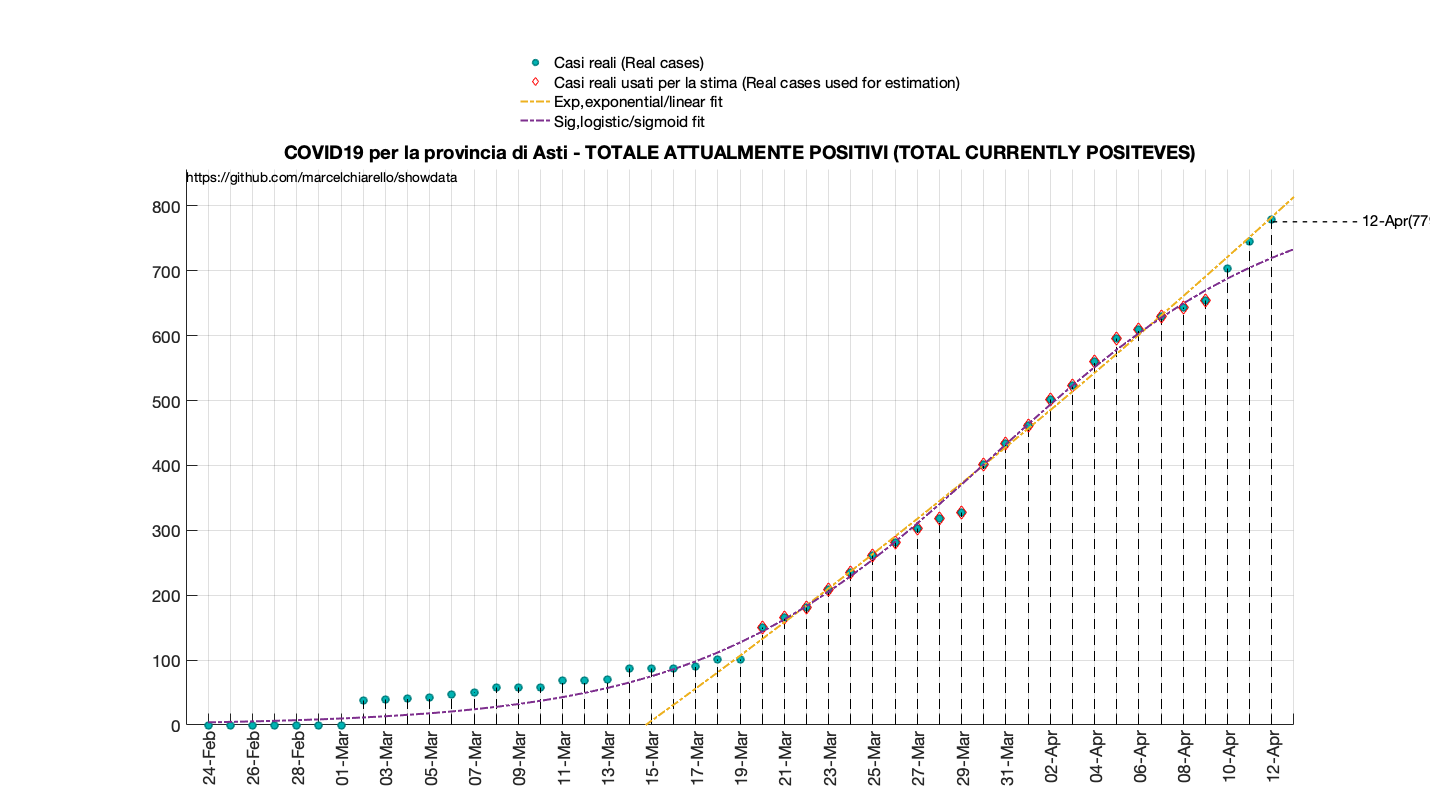 Casi reali (Real cases)
Casi reali usati per la stima (Real cases used for estimation)
Exp,exponential/linear fit
Sig,logistic/sigmoid fit
COVID19 per la provincia di Asti - TOTALE ATTUALMENTE POSITIVI (TOTAL CURRENTLY POSITEVES)
https://github.com/marcelchiarello/showdata
800
700
600
500
400
300
200
100
0
12-Apr(779
24-Feb
26-Feb
28-Feb
01-Mar
03-Mar
05-Mar
07-Mar
09-Mar
11-Mar
13-Mar
15-Mar
17-Mar
19-Mar
21-Mar
23-Mar
25-Mar
27-Mar
29-Mar
31-Mar
02-Apr
04-Apr
06-Apr
08-Apr
10-Apr
12-Apr